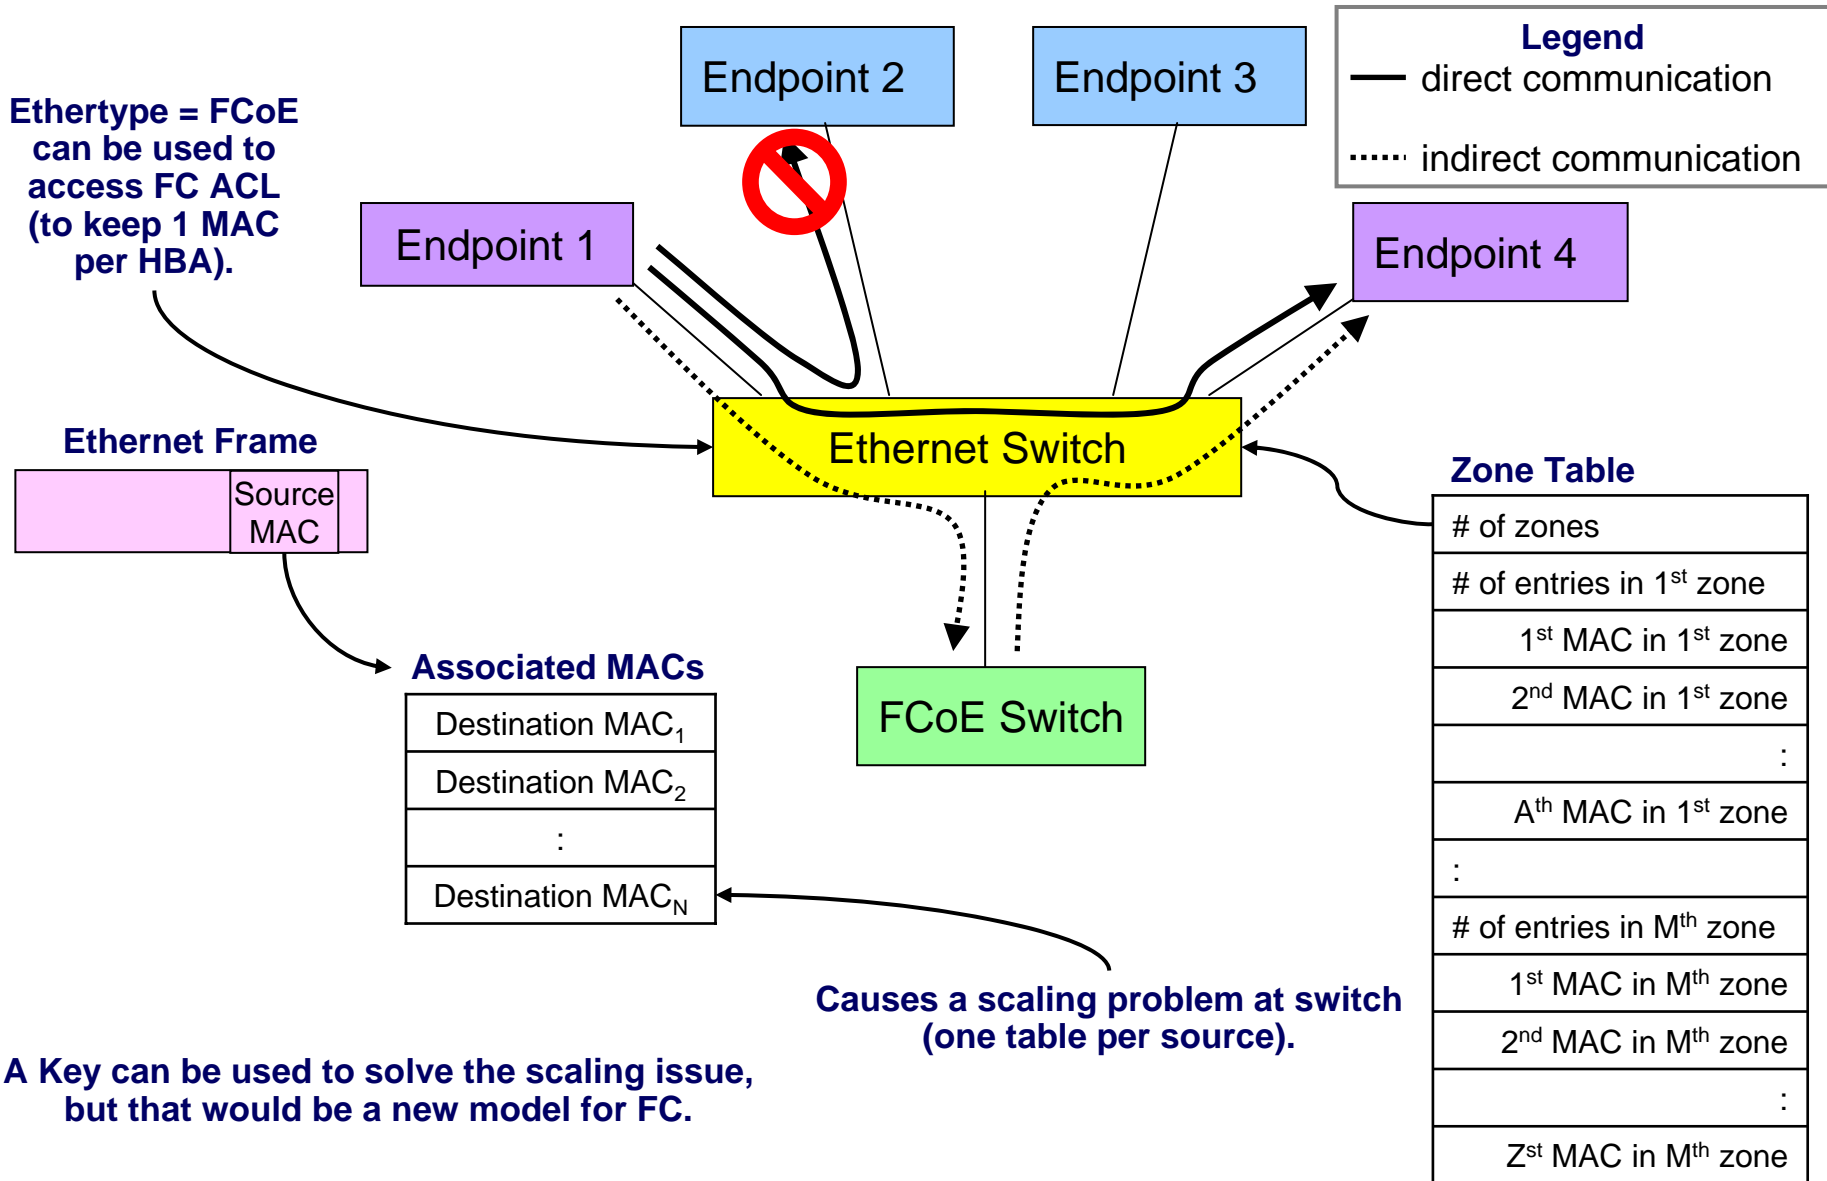 Legend
direct communication
indirect communication
Endpoint 2
Endpoint 3
Ethertype = FCoE
can be used to
access FC ACL
(to keep 1 MAC
per HBA).
Endpoint 1
Endpoint 4
Ethernet Switch
Ethernet Frame
Source
MAC
Associated MACs
Destination MAC₁
Destination MAC₂
:
Destination MAC_N
FCoE Switch
Zone Table
# of zones
# of entries in 1st zone
1st MAC in 1st zone
2nd MAC in 1st zone
:
Ath MAC in 1st zone
:
# of entries in Mth zone
1st MAC in Mth zone
2nd MAC in Mth zone
:
Zst MAC in Mth zone
Causes a scaling problem at switch
(one table per source).
A Key can be used to solve the scaling issue,
but that would be a new model for FC.